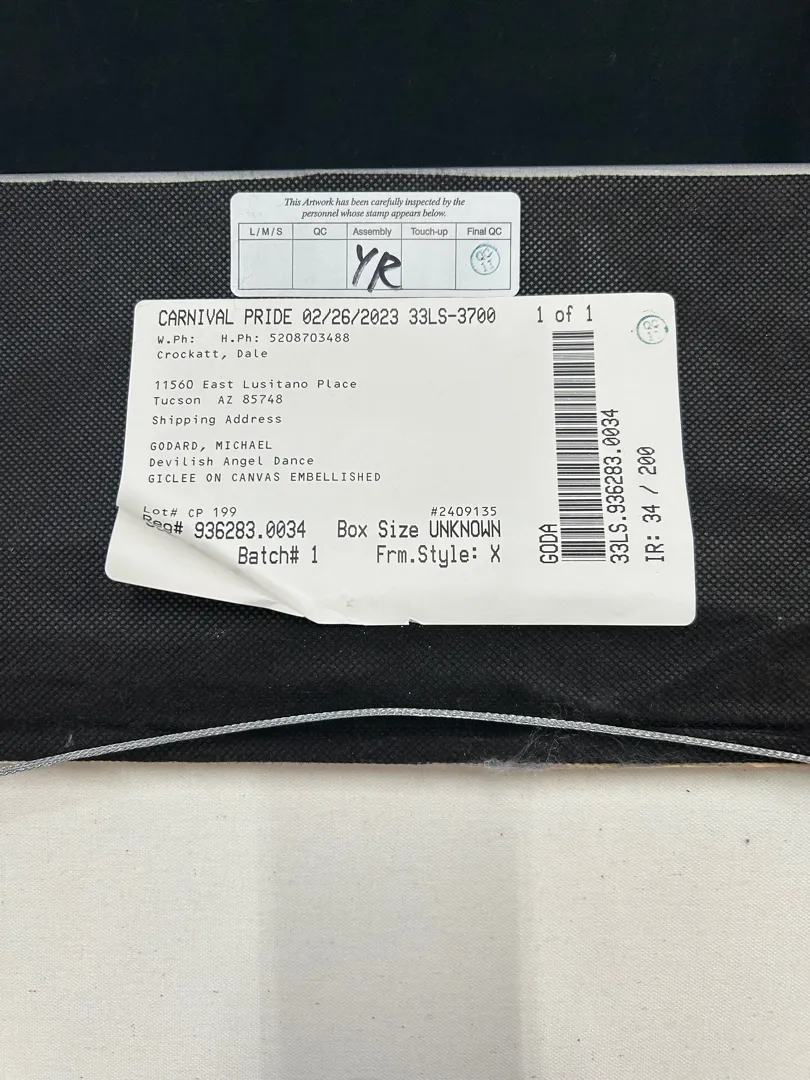 This Artwork has been carefully inspected by the
personnel whose stamp appears below.
L / M / S QC Assembly Touch-up Final QC
YR QC 11
CARNIVAL PRIDE 02/26/2023 33LS-3700 1 of 1
W.Ph: H.Ph: 5208703488
Crockatt, Dale
11560 East Lusitano Place
Tucson AZ 85748
Shipping Address
GODARD, MICHAEL
Devilish Angel Dance
GICLEE ON CANVAS EMBELLISHED
Lot# CP 199 #2409135
Reg# 936283.0034 Box Size UNKNOWN
Batch# 1 Frm.Style: X
GODA
33LS.936283.0034
IR: 34 / 200